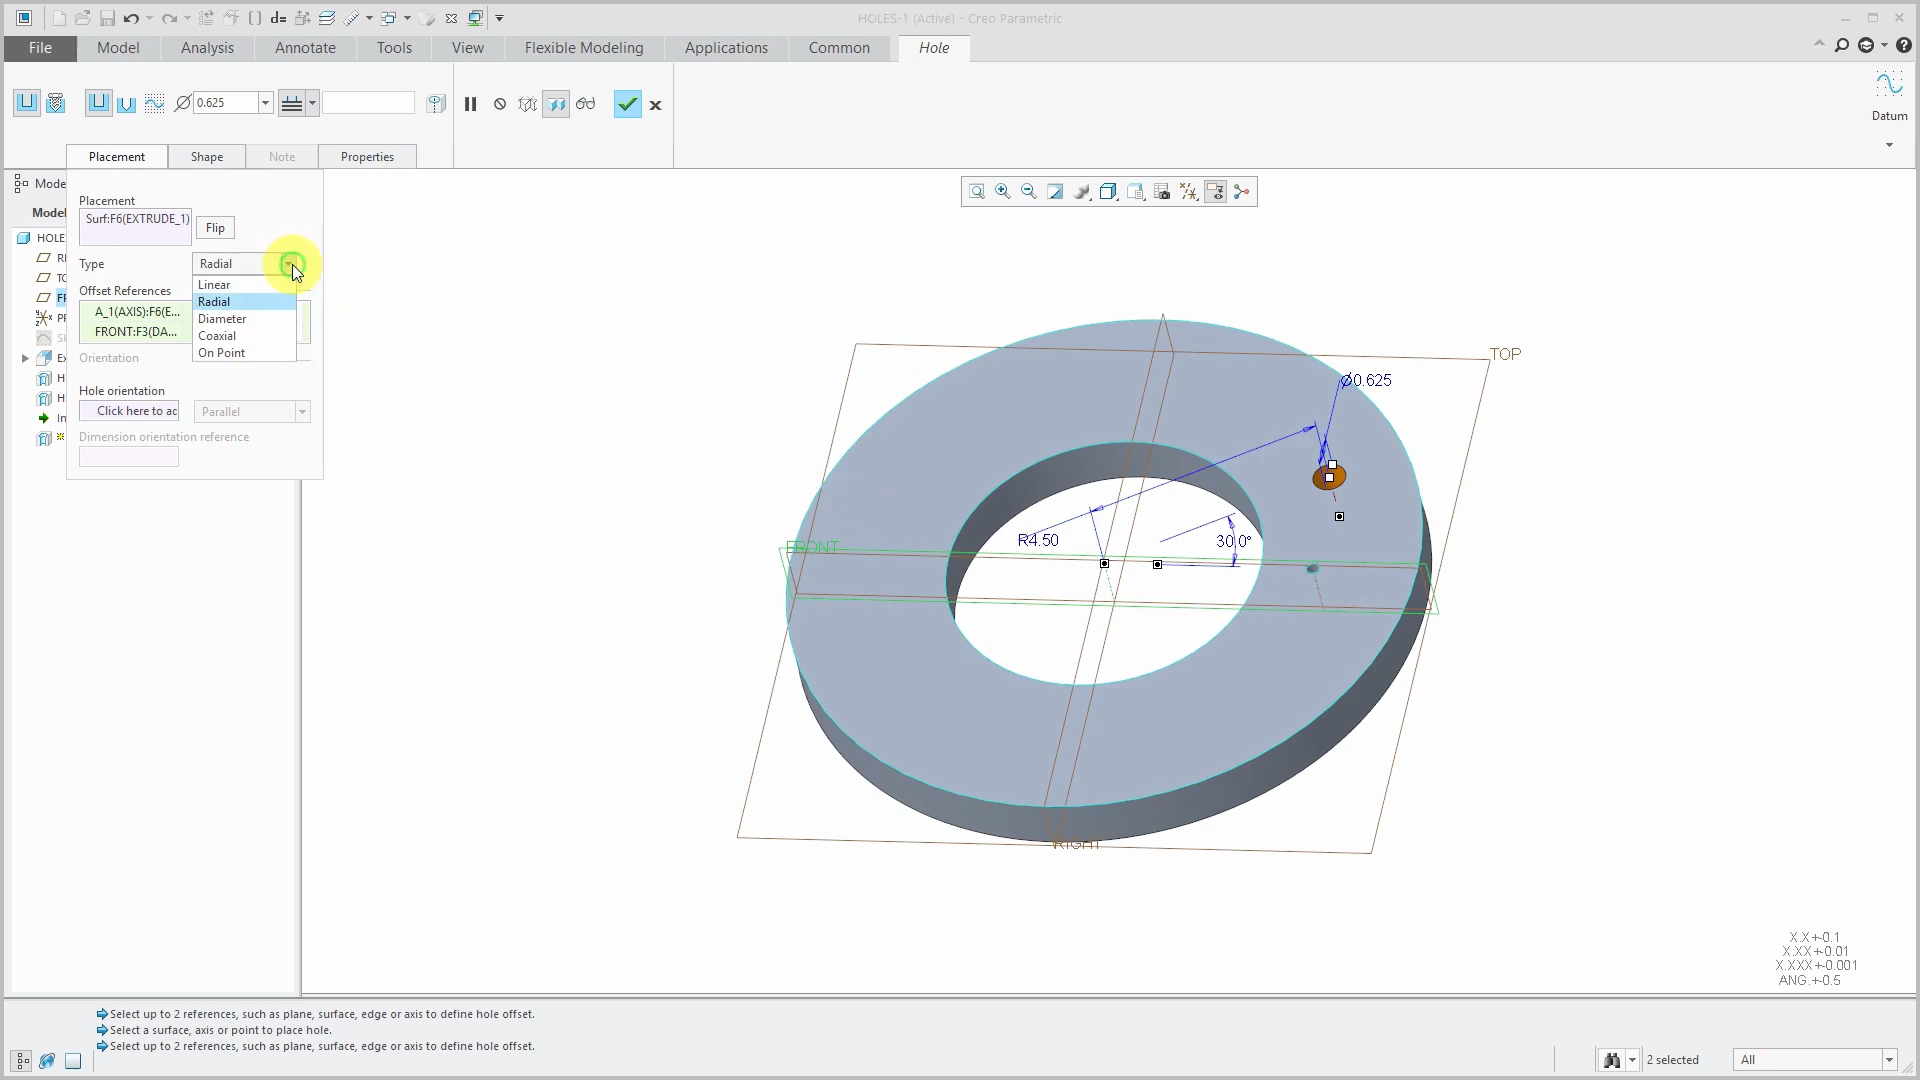 d=
HOLES-1 (Active) - Creo Parametric
File
Model
Analysis
Annotate
Tools
View
Flexible Modeling
Applications
Common
Hole
0.625
Datum
Placement
Shape
Note
Properties
Mode
Model
HOLE
Placement
Surf:F6(EXTRUDE_1)
Flip
Type
Radial
Linear
Radial
Diameter
Coaxial
On Point
Offset References
A_1(AXIS):F6(E...
FRONT:F3(DA...
Orientation
Hole orientation
Click here to ac
Parallel
Dimension orientation reference
TOP
Ø0.625
R4.50
30.0°
FRONT
RIGHT
X.X+-0.1
X.XX+-0.01
X.XXX+-0.001
ANG.+-0.5
Select up to 2 references, such as plane, surface, edge or axis to define hole offset.
Select a surface, axis or point to place hole.
Select up to 2 references, such as plane, surface, edge or axis to define hole offset.
2 selected
All